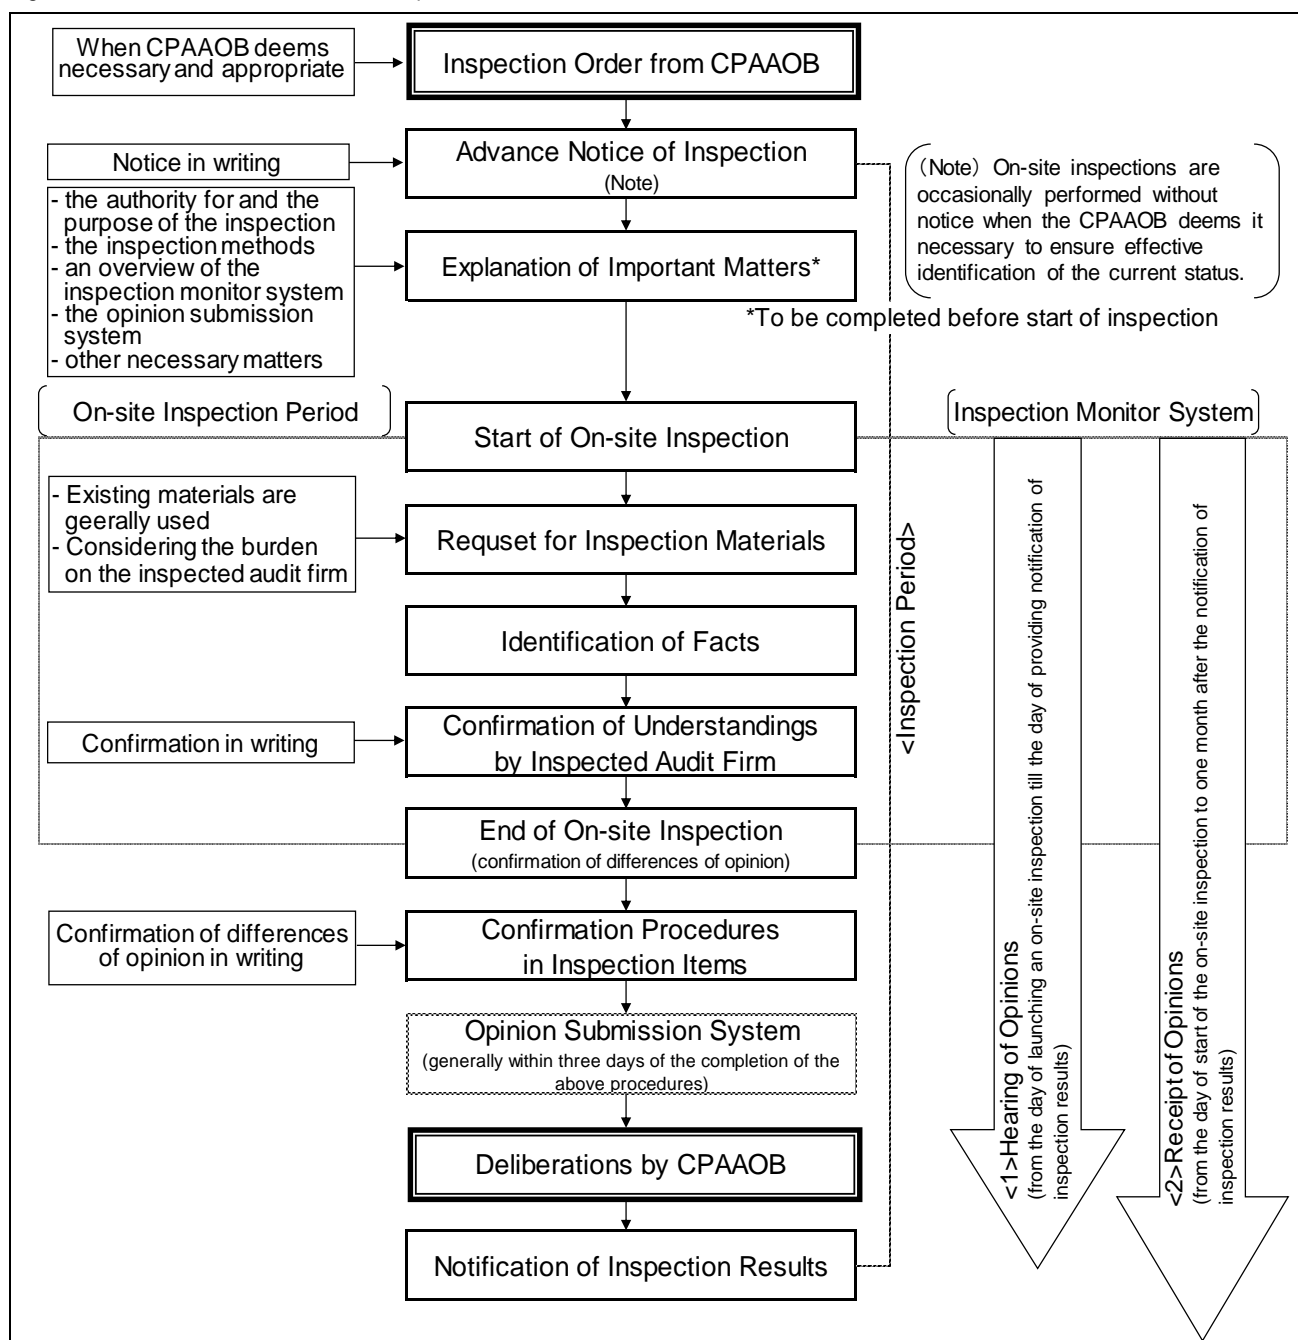 When CPAAOB deems
necessary and appropriate
Inspection Order from CPAAOB
Notice in writing
Advance Notice of Inspection
(Note)
（Note）On-site inspections are
occasionally performed without
notice when the CPAAOB deems it
necessary to ensure effective
identification of the current status.
- the authority for and the
purpose of the inspection
- the inspection methods
- an overview of the
inspection monitor system
- the opinion submission
system
- other necessary matters
Explanation of Important Matters*
*To be completed before start of inspection
On-site Inspection Period
Inspection Monitor System
Start of On-site Inspection
- Existing materials are
geerally used
- Considering the burden
on the inspected audit firm
Requset for Inspection Materials
Identification of Facts
Confirmation in writing
Confirmation of Understandings
by Inspected Audit Firm
End of On-site Inspection
(confirmation of differences of opinion)
Confirmation of differences
of opinion in writing
Confirmation Procedures
in Inspection Items
Opinion Submission System
(generally within three days of the completion of the
above procedures)
Deliberations by CPAAOB
Notification of Inspection Results
<Inspection Period>
<1>Hearing of Opinions
(from the day of launching an on-site inspection till the day of providing notification of
inspection results)
<2>Receipt of Opinions
(from the day of start of the on-site inspection to one month after the notification of
inspection results)